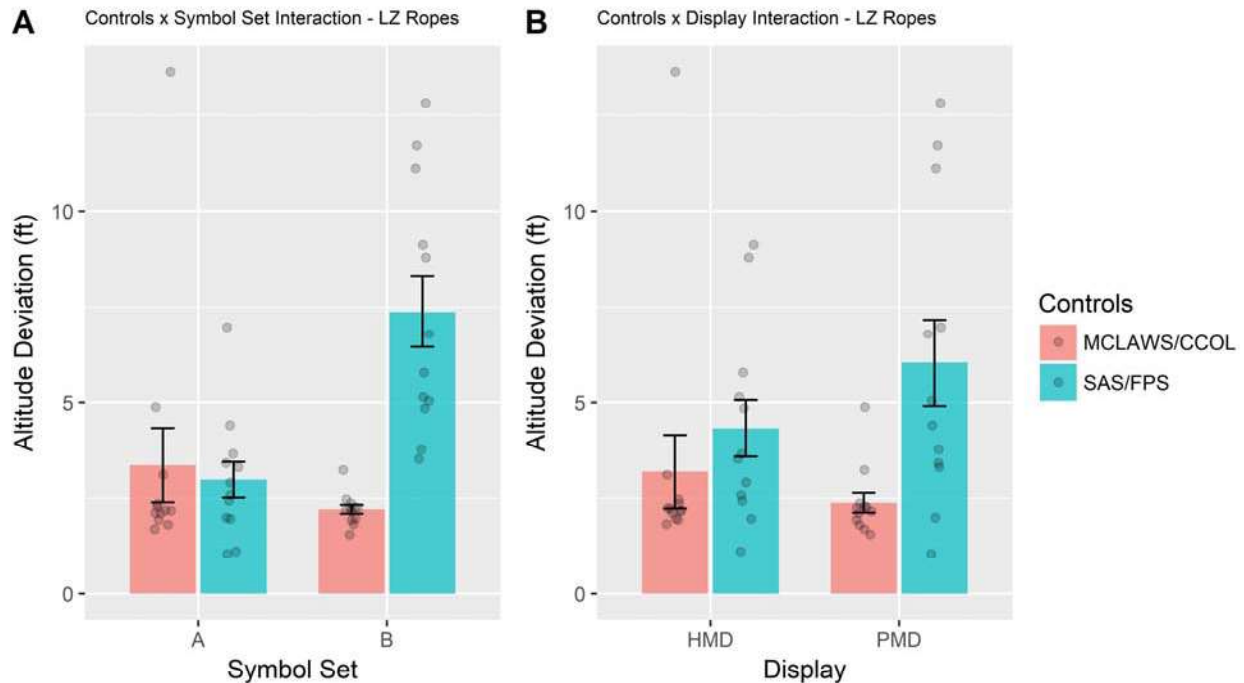 A Controls x Symbol Set Interaction - LZ Ropes
Altitude Deviation (ft)
10
5
0
A B
Symbol Set
B Controls x Display Interaction - LZ Ropes
Altitude Deviation (ft)
10
5
0
HMD PMD
Display
Controls
MCLAWS/CCOL
SAS/FPS